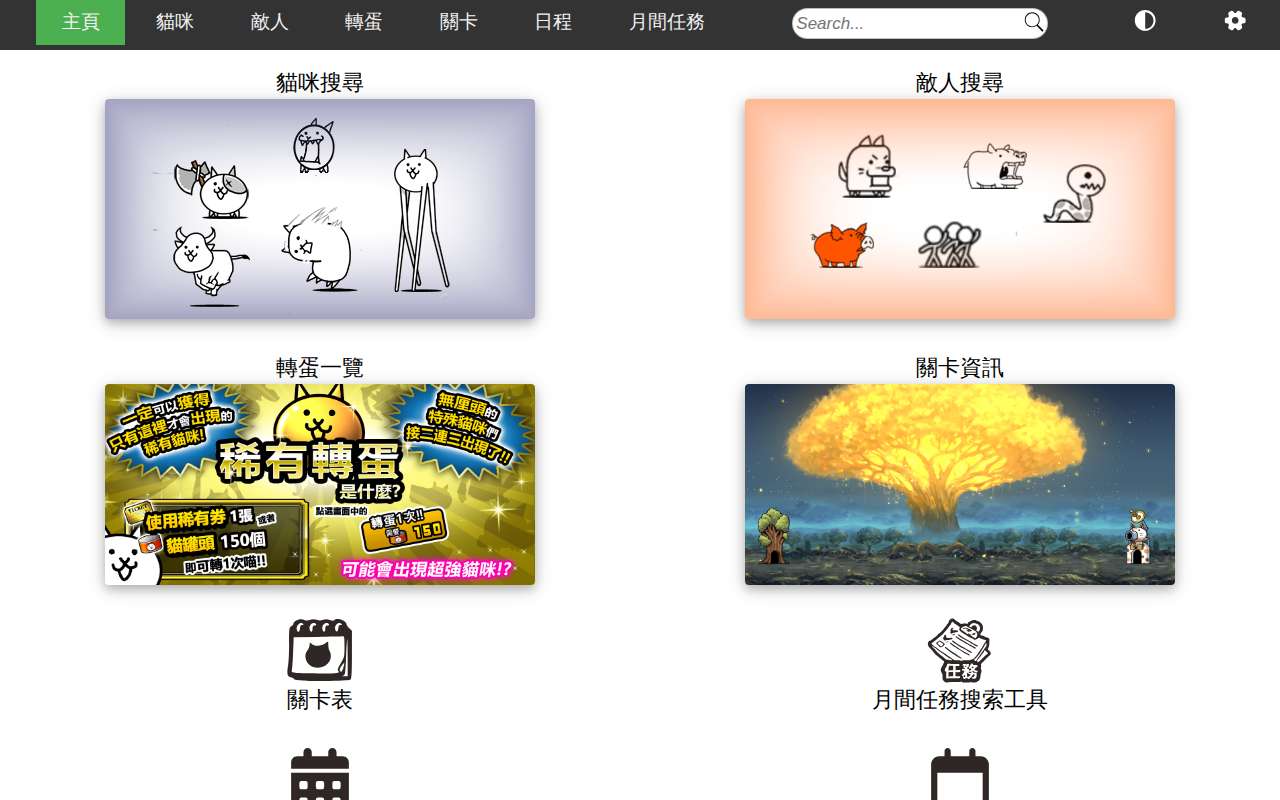 主頁 貓咪 敵人 轉蛋 關卡 日程 月間任務 Search...
貓咪搜尋
敵人搜尋
轉蛋一覽
關卡資訊
一定可以獲得
只有這裡才會出現的
稀有貓咪!
無厘頭的
特殊貓咪們
接二連三出現了!!
稀有轉蛋
是什麼?
TICKET
使用稀有券 1張 或者
貓罐頭 150個
即可轉1次喵!!
點選畫面中的
轉蛋1次!!
150
可能會出現超強貓咪!?
任務
關卡表
月間任務搜索工具